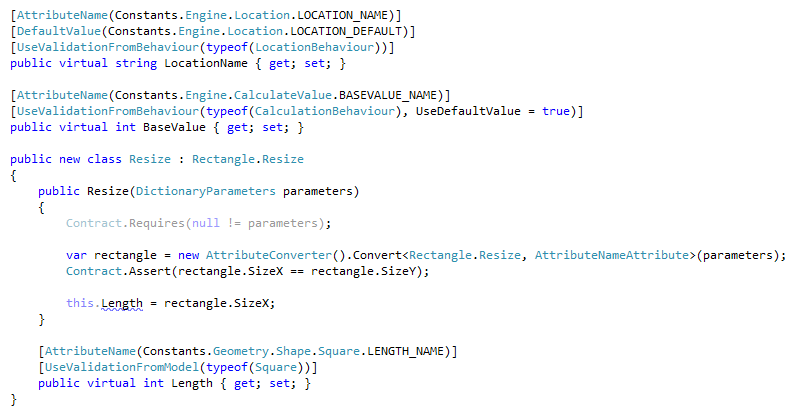 [AttributeName(Constants.Engine.Location.LOCATION_NAME)]
[DefaultValue(Constants.Engine.Location.LOCATION_DEFAULT)]
[UseValidationFromBehaviour(typeof(LocationBehaviour))]
public virtual string LocationName { get; set; }

[AttributeName(Constants.Engine.CalculateValue.BASEVALUE_NAME)]
[UseValidationFromBehaviour(typeof(CalculationBehaviour), UseDefaultValue = true)]
public virtual int BaseValue { get; set; }

public new class Resize : Rectangle.Resize
{
    public Resize(DictionaryParameters parameters)
    {
        Contract.Requires(null != parameters);

        var rectangle = new AttributeConverter().Convert<Rectangle.Resize, AttributeNameAttribute>(parameters);
        Contract.Assert(rectangle.SizeX == rectangle.SizeY);

        this.Length = rectangle.SizeX;
    }

    [AttributeName(Constants.Geometry.Shape.Square.LENGTH_NAME)]
    [UseValidationFromModel(typeof(Square))]
    public virtual int Length { get; set; }
}